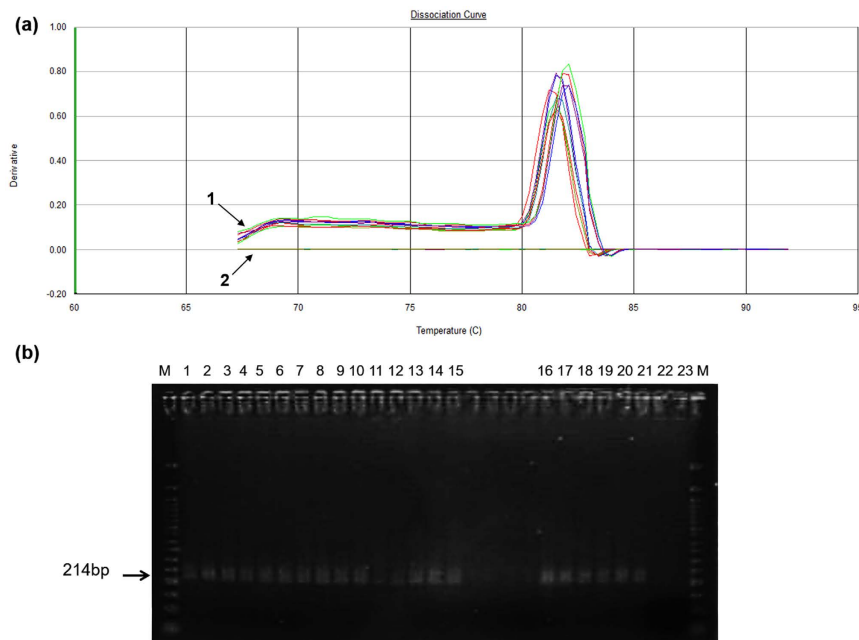 (a)
Dissociation Curve
1.00
0.80
0.60
0.40
0.20
0.00
-0.20
Derivative
1
2
60 65 70 75 80 85 90 95
Temperature (C)
(b)
M 1 2 3 4 5 6 7 8 9 10 11 12 13 14 15 16 17 18 19 20 21 22 23 M
214bp